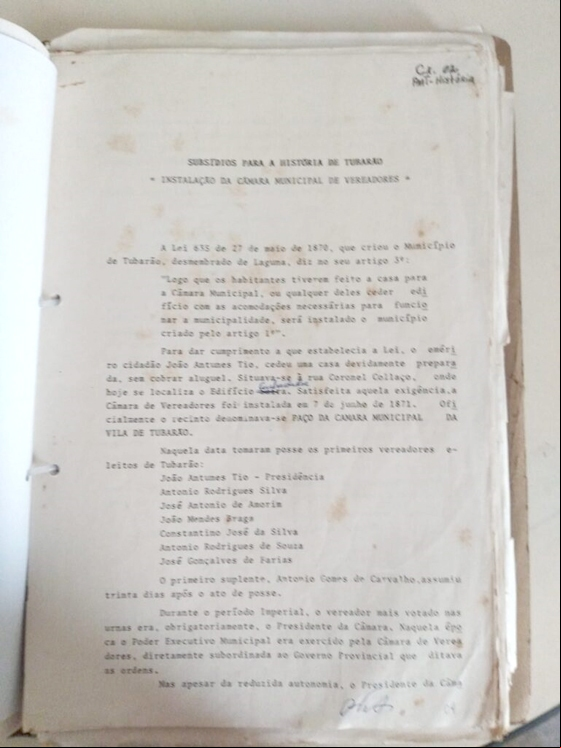 Cx. 02
SUBSÍDIOS PARA A HISTÓRIA DE TUBARÃO
" INSTALAÇÃO DA CÂMARA MUNICIPAL DE VEREADORES "
A Lei 635 de 27 de maio de 1870, que criou o Município
de Tubarão, desmembrado de Laguna, diz no seu artigo 3º:
"Logo que os habitantes tiverem feito a casa para
a Câmara Municipal, ou qualquer deles ceder edi
fício com as acomodações necessárias para funcio
nar a municipalidade, será instalado o município
criado pelo artigo 1º".
Para dar cumprimento a que estabelecia a Lei, o eméri
to cidadão João Antunes Tio, cedeu uma casa devidamente prepara
da, sem cobrar aluguel. Situava-se à rua Coronel Collaço, onde
hoje se localiza o Edifício Satisfeita aquela exigência,a
Câmara de Vereadores foi instalada em 7 de junho de 1871. Ofi
cialmente o recinto denominava-se PAÇO DA CAMARA MUNICIPAL DA
VILA DE TUBARÃO.
Naquela data tomaram posse os primeiros vereadores e-
leitos de Tubarão:
João Antunes Tio - Presidência
Antonio Rodrigues Silva
José Antonio de Amorim
João Mendes Braga
Constantino José da Silva
Antonio Rodrigues de Souza
José Gonçalves de Farias
O primeiro suplente, Antonio Gomes de Carvalho,assumiu
trinta dias após o ato de posse.
Durante o período Imperial, o vereador mais votado nas
urnas era, obrigatoriamente, o Presidente da Câmara. Naquela épo
ca o Poder Executivo Municipal era exercido pela Câmara de Verea
dores, diretamente subordinada ao Governo Provincial que ditava
as ordens.
Mas apesar da reduzida autonomia, o Presidente da Câma